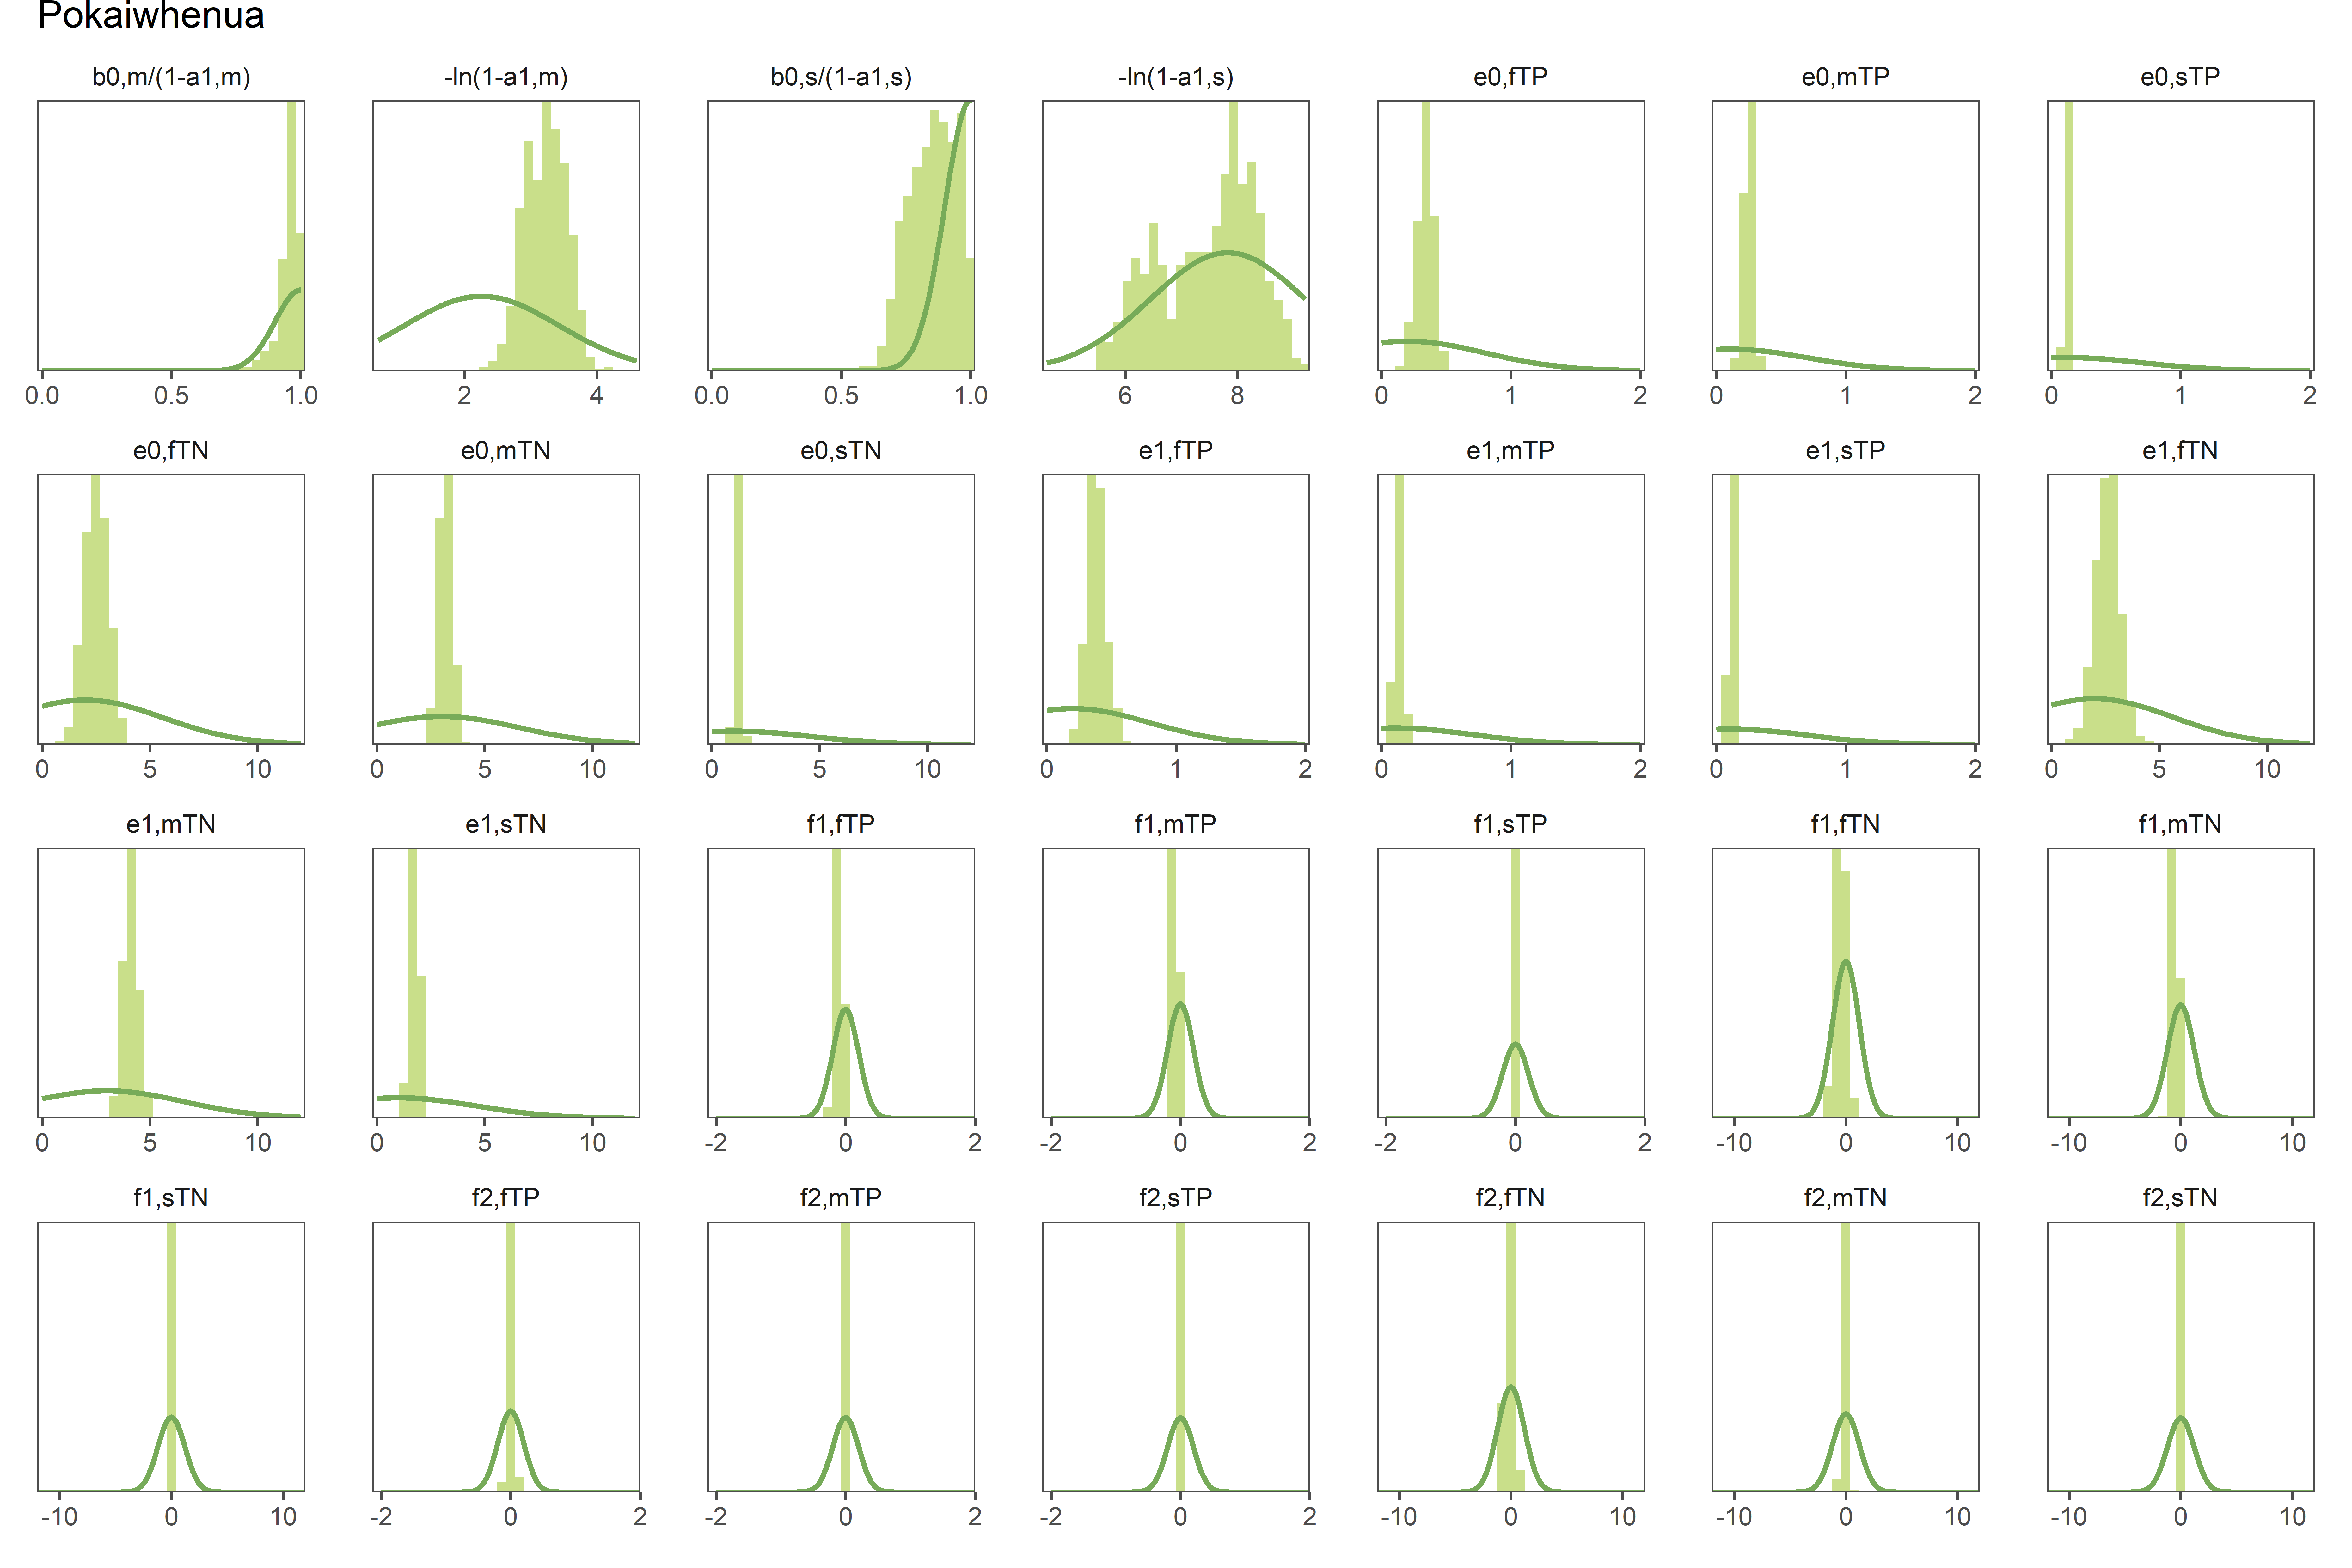 Pokaiwhenua
b0,m/(1-a1,m) -ln(1-a1,m) b0,s/(1-a1,s) -ln(1-a1,s) e0,fTP e0,mTP e0,sTP
0.0 0.5 1.0 2 4 0.0 0.5 1.0 6 8 0 1 2 0 1 2 0 1 2
e0,fTN e0,mTN e0,sTN e1,fTP e1,mTP e1,sTP e1,fTN
0 5 10 0 5 10 0 5 10 0 1 2 0 1 2 0 1 2 0 5 10
e1,mTN e1,sTN f1,fTP f1,mTP f1,sTP f1,fTN f1,mTN
0 5 10 0 5 10 -2 0 2 -2 0 2 -2 0 2 -10 0 10 -10 0 10
f1,sTN f2,fTP f2,mTP f2,sTP f2,fTN f2,mTN f2,sTN
-10 0 10 -2 0 2 -2 0 2 -2 0 2 -10 0 10 -10 0 10 -10 0 10